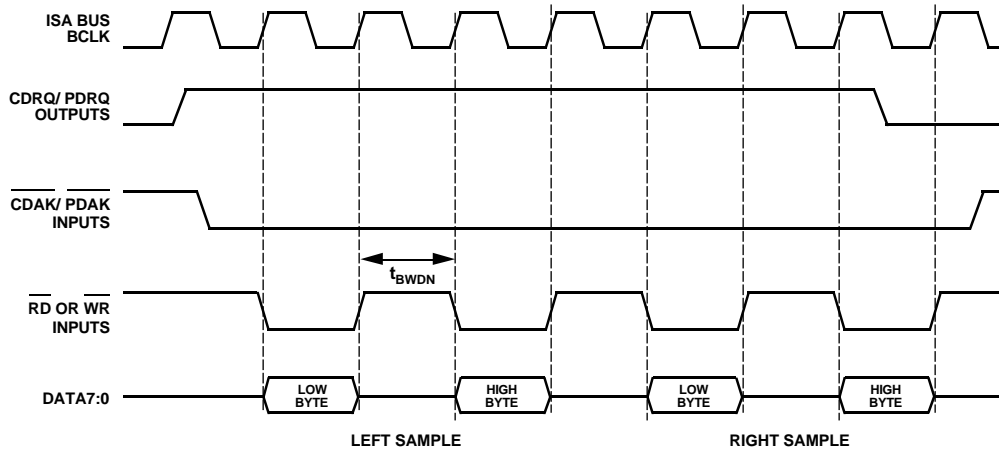 ISA BUS
BCLK
CDRQ/ PDRQ
OUTPUTS
CDAK/ PDAK
INPUTS
tBWDN
RD OR WR
INPUTS
DATA7:0
LOW
BYTE
HIGH
BYTE
LOW
BYTE
HIGH
BYTE
LEFT SAMPLE
RIGHT SAMPLE